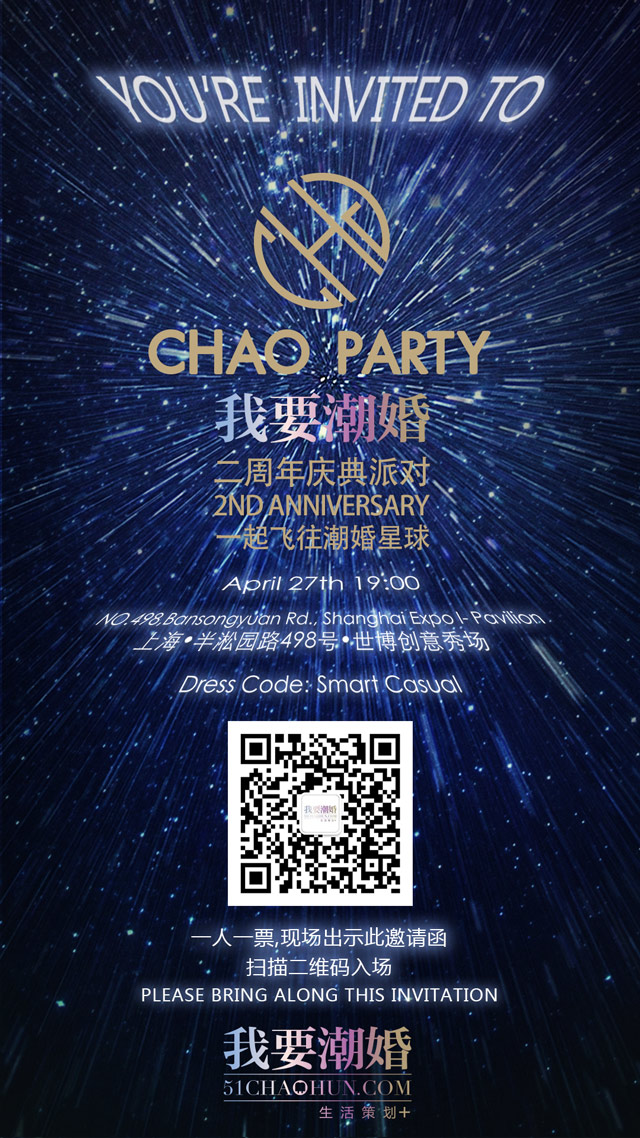 YOU'RE INVITED TO
CHAO PARTY
我要潮婚
二周年庆典派对
2ND ANNIVERSARY
一起飞往潮婚星球
April 27th 19:00
NO.498.Bansongyuan Rd.; Shanghai Expo I- Pavilion .
上海•半淞园路498号•世博创意秀场
Dress Code: Smart Casual
我要潮婚
一人一票,现场出示此邀请函
扫描二维码入场
PLEASE BRING ALONG THIS INVITATION
我要潮婚
51CHAOHUN.COM
生活策划+